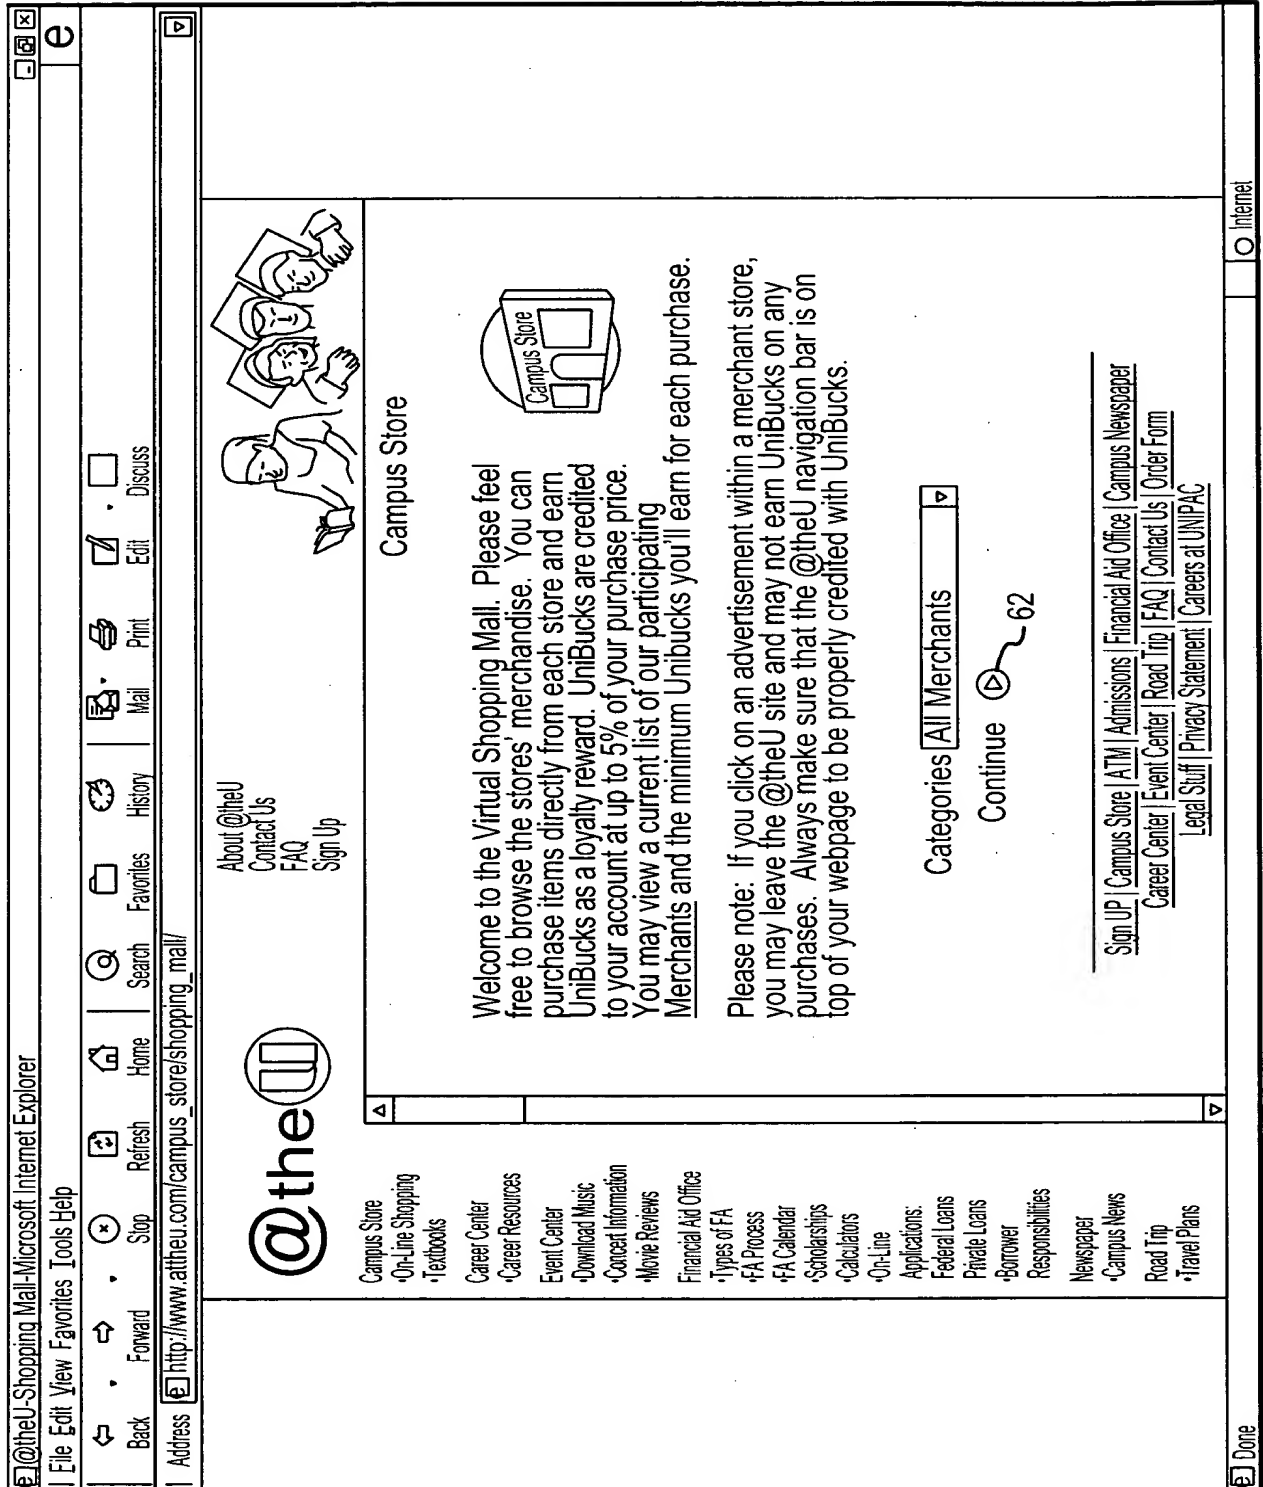 @theU-Shopping Mall-Microsoft Internet Explorer
File Edit View Favorites Tools Help
e
Back Forward Stop Refresh Home Search Favorites History Mail Print Edit Discuss
Address http://www.attheu.com/campus_store/shopping_mall/
@theU
About @theU
Contact Us
FAQ
Sign Up
Campus Store
•On-Line Shopping
•Textbooks
Career Center
•Career Resources
Event Center
•Download Music
•Concert Information
•Movie Reviews
Financial Aid Office
•Types of FA
•FA Process
•FA Calendar
•Scholarships
•Calculators
•On-Line
Applications:
Federal Loans
Private Loans
•Borrower
Responsibilities
Newspaper
•Campus News
Road Trip
•Travel Plans
Campus Store
Welcome to the Virtual Shopping Mall. Please feel
free to browse the stores' merchandise. You can
purchase items directly from each store and earn
UniBucks as a loyalty reward. UniBucks are credited
to your account at up to 5% of your purchase price.
You may view a current list of our participating
Merchants and the minimum Unibucks you'll earn for each purchase.
Campus Store
Please note: If you click on an advertisement within a merchant store,
you may leave the @theU site and may not earn UniBucks on any
purchases. Always make sure that the @theU navigation bar is on
top of your webpage to be properly credited with UniBucks.
Categories All Merchants
Continue 62
Sign UP | Campus Store | ATM | Admissions | Financial Aid Office | Campus Newspaper
Career Center | Event Center | Road Trip | FAQ | Contact Us | Order Form
Legal Stuff | Privacy Statement | Careers at UNIPAC
Done Internet